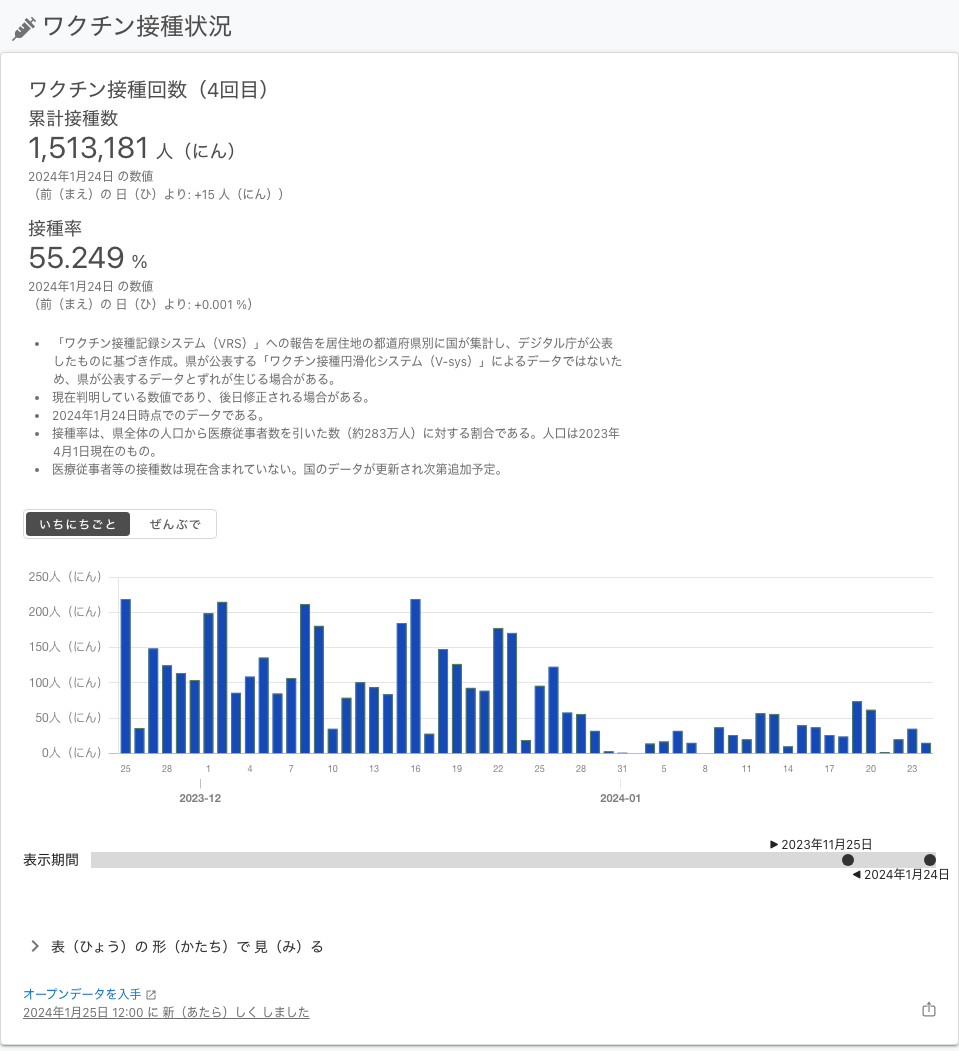 ワクチン接種状況
ワクチン接種回数（4回目）
累計接種数
1,513,181 人（にん）
2024年1月24日 の数値
（前（まえ）の 日（ひ）より: +15 人（にん））
接種率
55.249 %
2024年1月24日 の数値
（前（まえ）の 日（ひ）より: +0.001 %）
• 「ワクチン接種記録システム（VRS）」への報告を居住地の都道府県別に国が集計し、デジタル庁が公表
したものに基づき作成。県が公表する「ワクチン接種円滑化システム（V-sys）」によるデータではないた
め、県が公表するデータとずれが生じる場合がある。
• 現在判明している数値であり、後日修正される場合がある。
• 2024年1月24日時点でのデータである。
• 接種率は、県全体の人口から医療従事者数を引いた数（約283万人）に対する割合である。人口は2023年
4月1日現在のもの。
• 医療従事者等の接種数は現在含まれていない。国のデータが更新され次第追加予定。
いちにちごと ぜんぶで
250人（にん）
200人（にん）
150人（にん）
100人（にん）
50人（にん）
0人（にん）
25 28 1 4 7 10 13 16 19 22 25 28 31 5 8 11 14 17 20 23
2023-12 2024-01
▶ 2023年11月25日
表示期間
◀ 2024年1月24日
表（ひょう）の 形（かたち）で 見（み）る
オープンデータを入手
2024年1月25日 12:00 に 新（あたら）しく しました